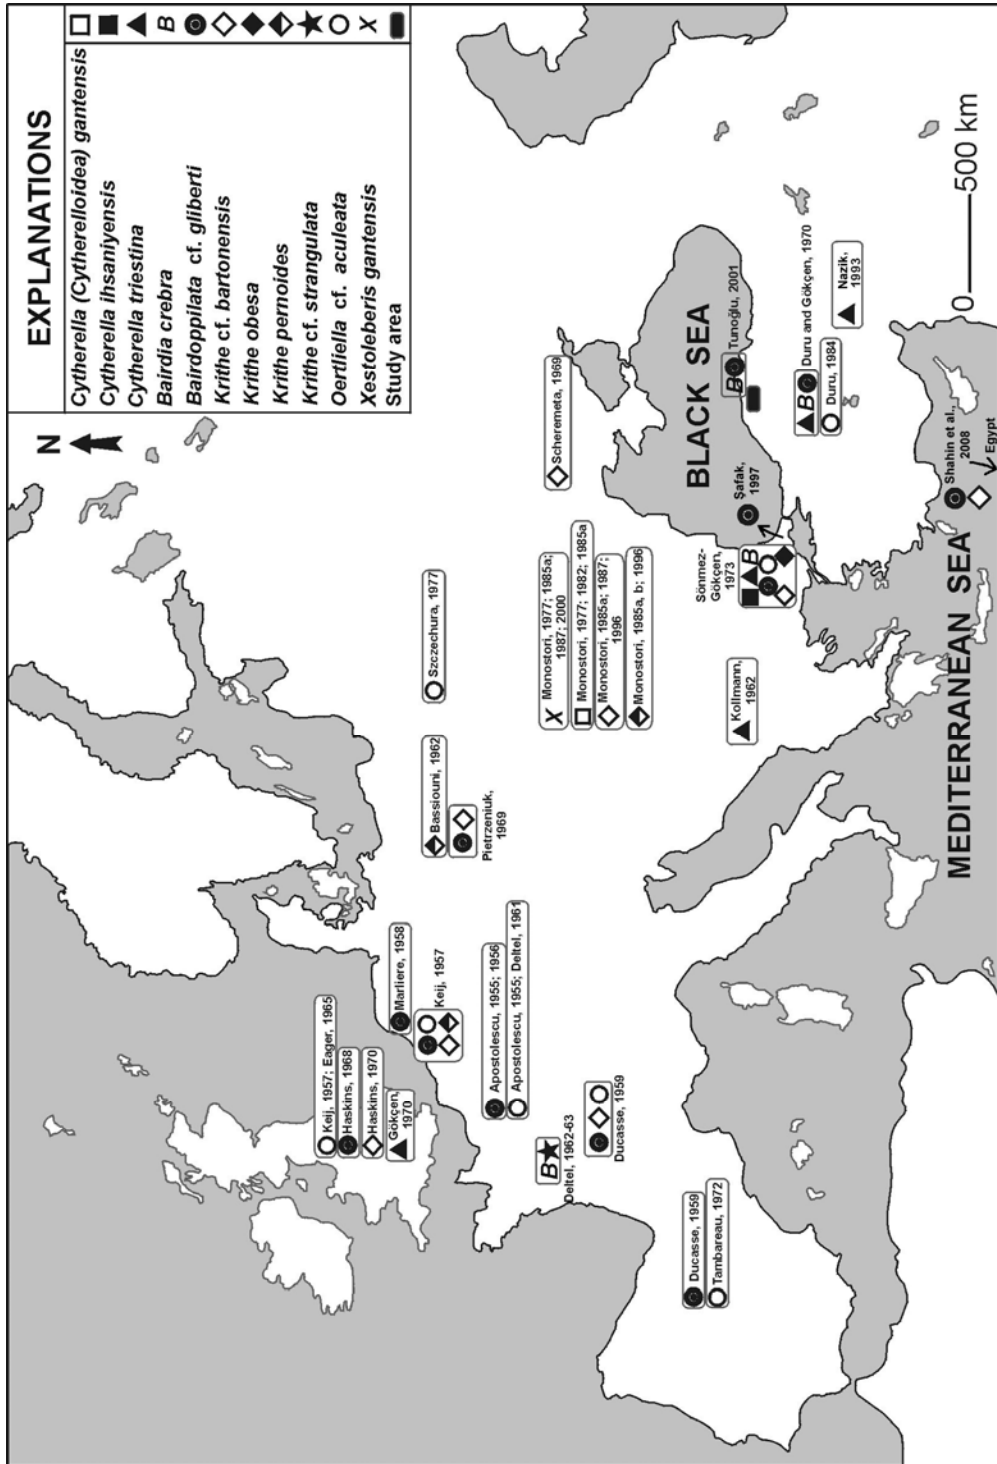 EXPLANATIONS
Cytherella (Cytherelloidea) gantensis
Cytherella ihsaniyensis
Cytherella triestina
Bairdia crebra B
Bairdoppilata cf. gliberti
Krithe cf. bartonensis
Krithe obesa
Krithe pernoides
Krithe cf. strangulata
Oertliella cf. aculeata
Xestoleberis gantensis X
Study area
N
Keij, 1957; Eager, 1965
Haskins, 1968
Haskins, 1970
Gökçen,
1970
Marliere, 1958
Keij, 1957
Bassiouni, 1962
Pietrzeniuk,
1969
Szczechura, 1977
Apostolescu, 1955; 1956
Apostolescu, 1955; Deltel, 1961
B
Deltel, 1962-63
Ducasse, 1959
X Monostori, 1977; 1985a;
1987; 2000
Monostori, 1977; 1982; 1985a
Monostori, 1985a; 1987;
1996
Monostori, 1985a, b; 1996
Scheremeta, 1969
Ducasse, 1959
Tambareau, 1972
Kollmann,
1962
Sönmez-
Gökçen,
1973
B
Şafak,
1997
BLACK SEA
B
Tunoğlu, 2001
B Duru and Gökçen, 1970
Duru, 1984
Nazik,
1993
MEDITERRANEAN SEA
Shahin et al.,
2008
Egypt
0 500 km